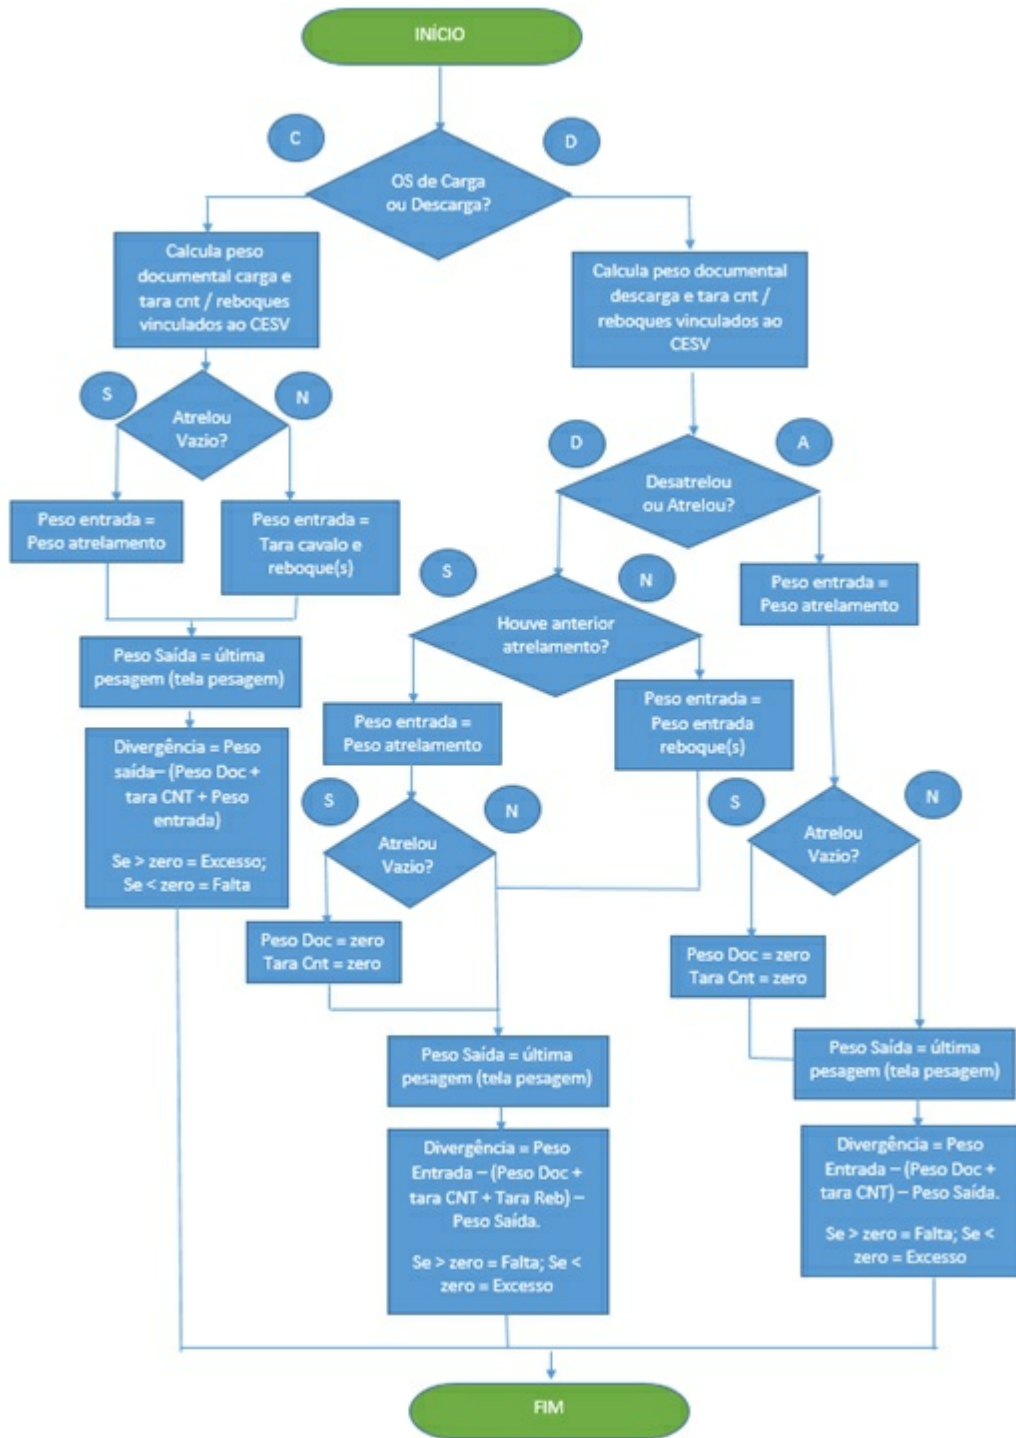 INÍCIO
C
D
OS de Carga
ou Descarga?
Calcula peso
documental carga e
tara cnt / reboques
vinculados ao CESV
Calcula peso documental
descarga e tara cnt /
reboques vinculados ao
CESV
S
N
Atrelou
Vazio?
D
A
Desatrelou
ou Atrelou?
Peso entrada =
Peso atrelamento
Peso entrada =
Tara cavalo e
reboque(s)
S
N
Houve anterior
atrelamento?
Peso entrada =
Peso atrelamento
Peso Saída = última
pesagem (tela pesagem)
Peso entrada =
Peso atrelamento
Peso entrada =
Peso entrada
reboque(s)
Divergência = Peso
saída– (Peso Doc +
tara CNT + Peso
entrada)
Se > zero = Excesso;
Se < zero = Falta
S
N
Atrelou
Vazio?
S
N
Atrelou
Vazio?
Peso Doc = zero
Tara Cnt = zero
Peso Doc = zero
Tara Cnt = zero
Peso Saída = última
pesagem (tela pesagem)
Peso Saída = última
pesagem (tela pesagem)
Divergência = Peso
Entrada – (Peso Doc +
tara CNT + Tara Reb) –
Peso Saída.
Se > zero = Falta; Se <
zero = Excesso
Divergência = Peso
Entrada – (Peso Doc +
tara CNT) – Peso Saída.
Se > zero = Falta; Se <
zero = Excesso
FIM